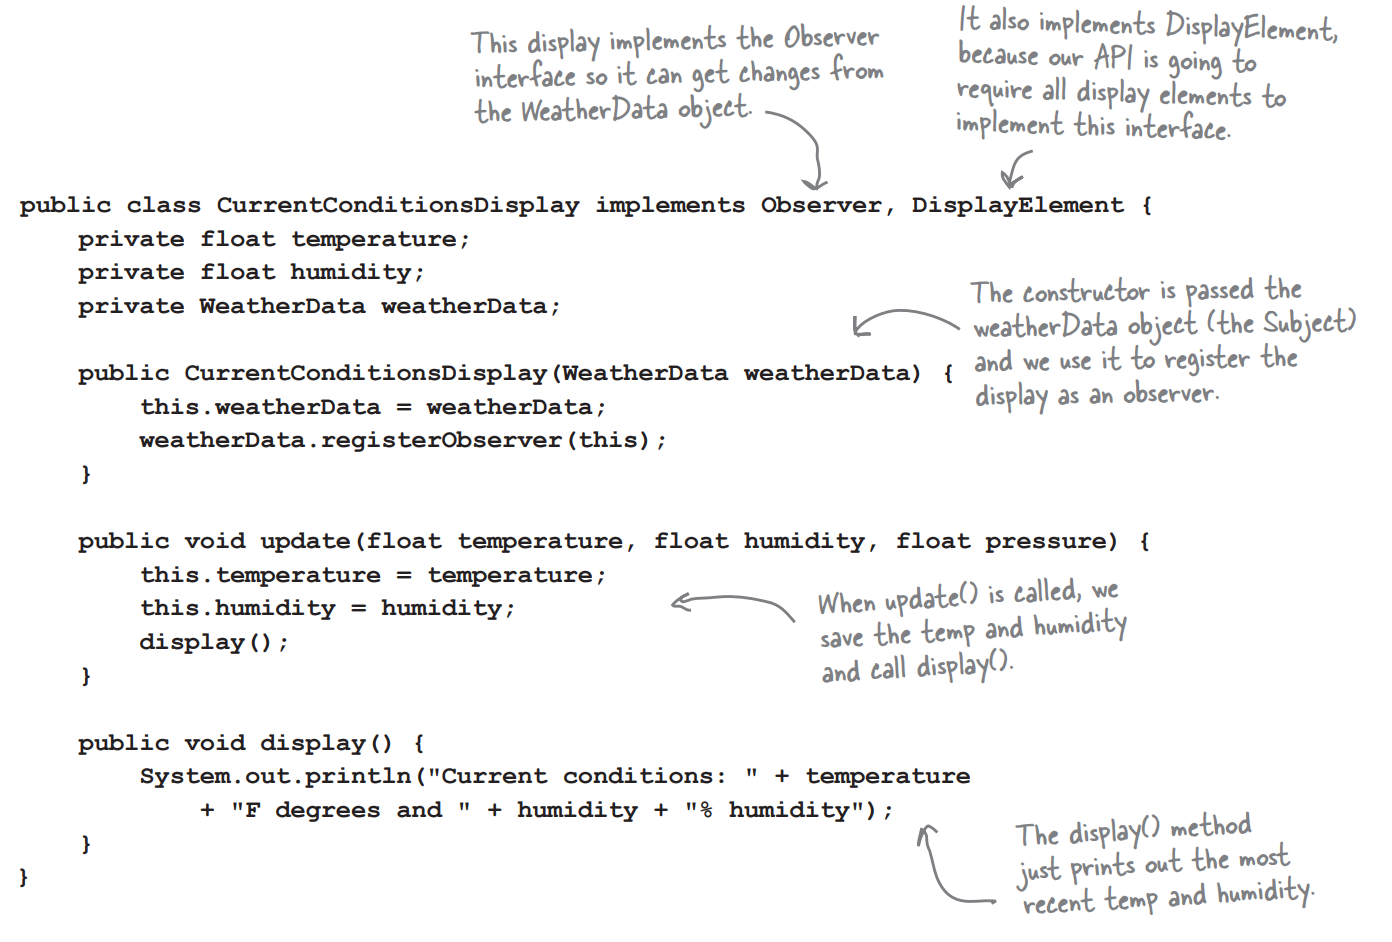 This display implements the Observer
interface so it can get changes from
the WeatherData object.
It also implements DisplayElement,
because our API is going to
require all display elements to
implement this interface.
public class CurrentConditionsDisplay implements Observer, DisplayElement {
private float temperature;
private float humidity;
private WeatherData weatherData;
The constructor is passed the
weatherData object (the Subject)
and we use it to register the
display as an observer.
public CurrentConditionsDisplay(WeatherData weatherData) {
this.weatherData = weatherData;
weatherData.registerObserver(this);
}
public void update(float temperature, float humidity, float pressure) {
this.temperature = temperature;
this.humidity = humidity;
display();
}
When update() is called, we
save the temp and humidity
and call display().
public void display() {
System.out.println("Current conditions: " + temperature
+ "F degrees and " + humidity + "% humidity");
}
}
The display() method
just prints out the most
recent temp and humidity.